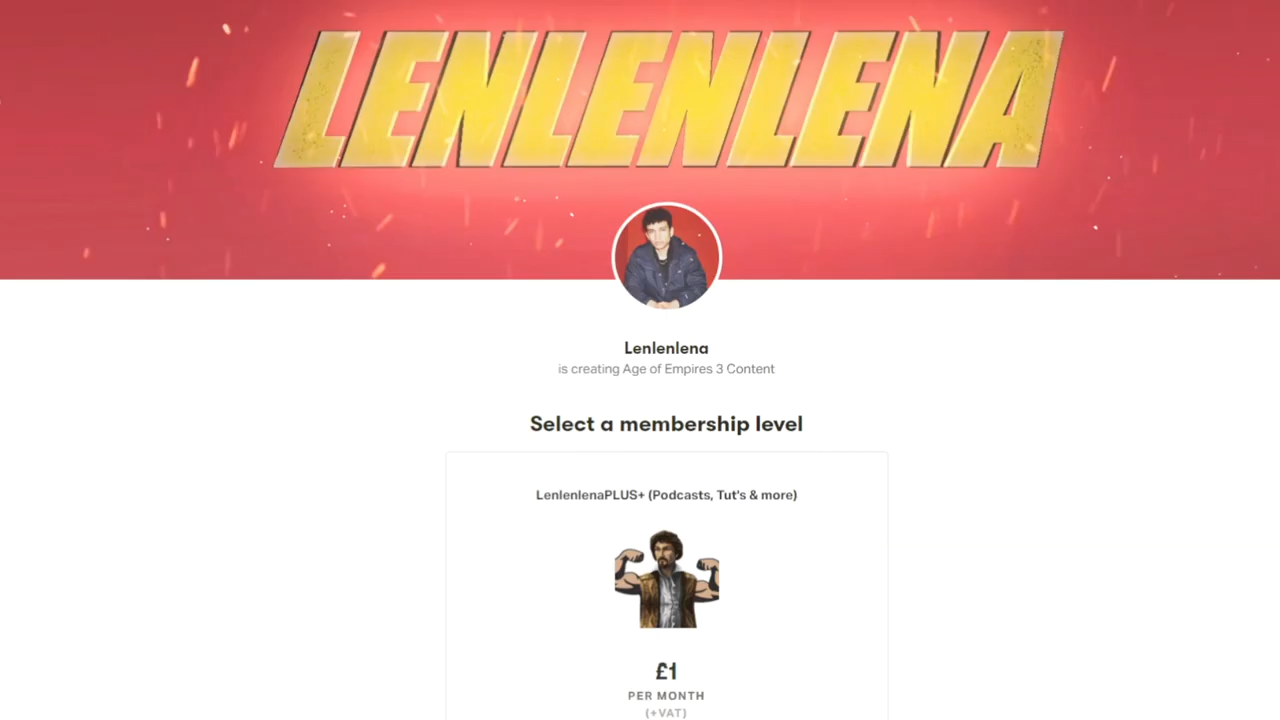 LENLENLENA
Lenlenlena
is creating Age of Empires 3 Content
Select a membership level
LenlenlenaPLUS+ (Podcasts, Tut's & more)
£1
PER MONTH
(+VAT)